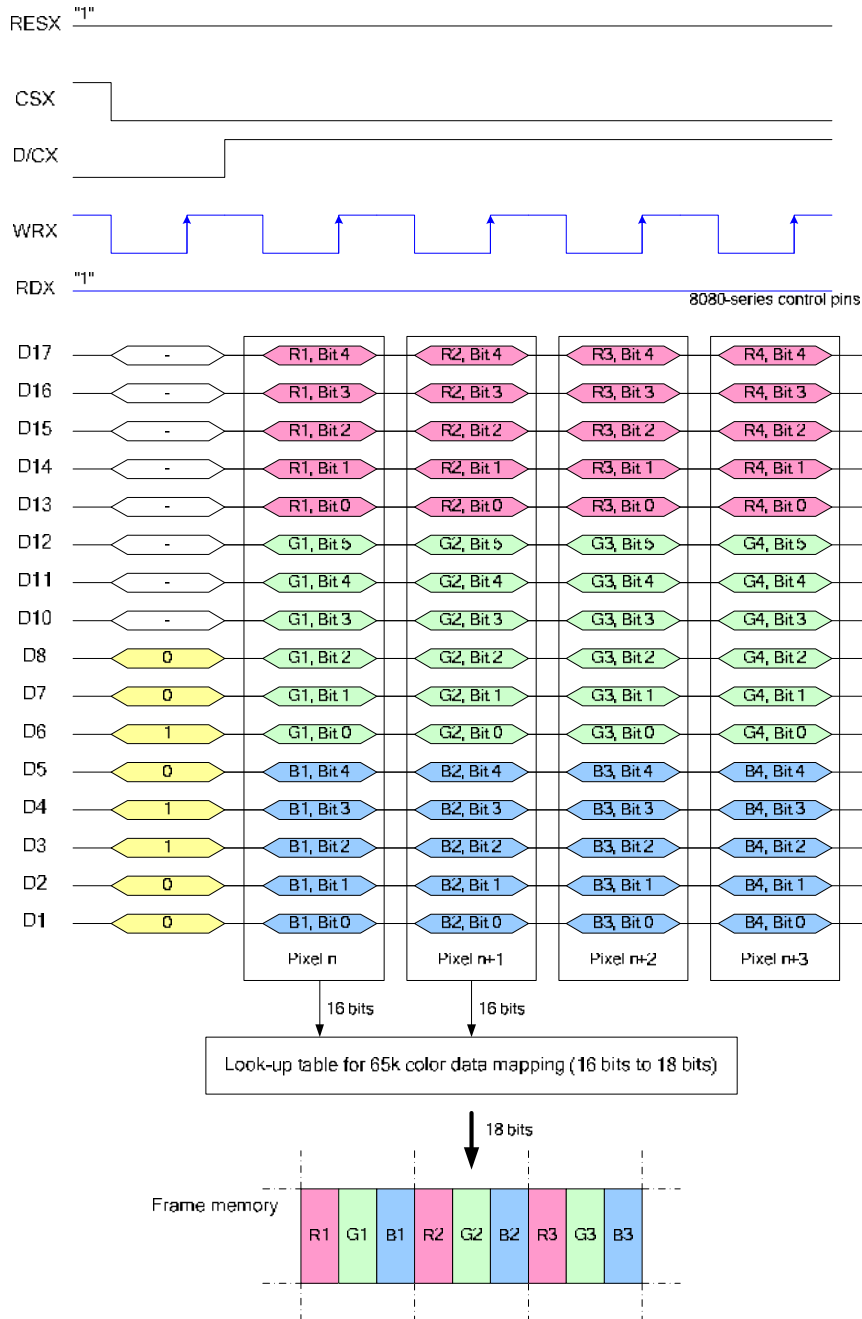 RESX "1"
CSX
D/CX
WRX
RDX "1"
8080-series control pins
D17 - R1, Bit 4 R2, Bit 4 R3, Bit 4 R4, Bit 4
D16 - R1, Bit 3 R2, Bit 3 R3, Bit 3 R4, Bit 3
D15 - R1, Bit 2 R2, Bit 2 R3, Bit 2 R4, Bit 2
D14 - R1, Bit 1 R2, Bit 1 R3, Bit 1 R4, Bit 1
D13 - R1, Bit 0 R2, Bit 0 R3, Bit 0 R4, Bit 0
D12 - G1, Bit 5 G2, Bit 5 G3, Bit 5 G4, Bit 5
D11 - G1, Bit 4 G2, Bit 4 G3, Bit 4 G4, Bit 4
D10 - G1, Bit 3 G2, Bit 3 G3, Bit 3 G4, Bit 3
D8 0 G1, Bit 2 G2, Bit 2 G3, Bit 2 G4, Bit 2
D7 0 G1, Bit 1 G2, Bit 1 G3, Bit 1 G4, Bit 1
D6 1 G1, Bit 0 G2, Bit 0 G3, Bit 0 G4, Bit 0
D5 0 B1, Bit 4 B2, Bit 4 B3, Bit 4 B4, Bit 4
D4 1 B1, Bit 3 B2, Bit 3 B3, Bit 3 B4, Bit 3
D3 1 B1, Bit 2 B2, Bit 2 B3, Bit 2 B4, Bit 2
D2 0 B1, Bit 1 B2, Bit 1 B3, Bit 1 B4, Bit 1
D1 0 B1, Bit 0 B2, Bit 0 B3, Bit 0 B4, Bit 0
Pixel n Pixel n+1 Pixel n+2 Pixel n+3
16 bits 16 bits
Look-up table for 65k color data mapping (16 bits to 18 bits)
18 bits
Frame memory
R1 G1 B1 R2 G2 B2 R3 G3 B3